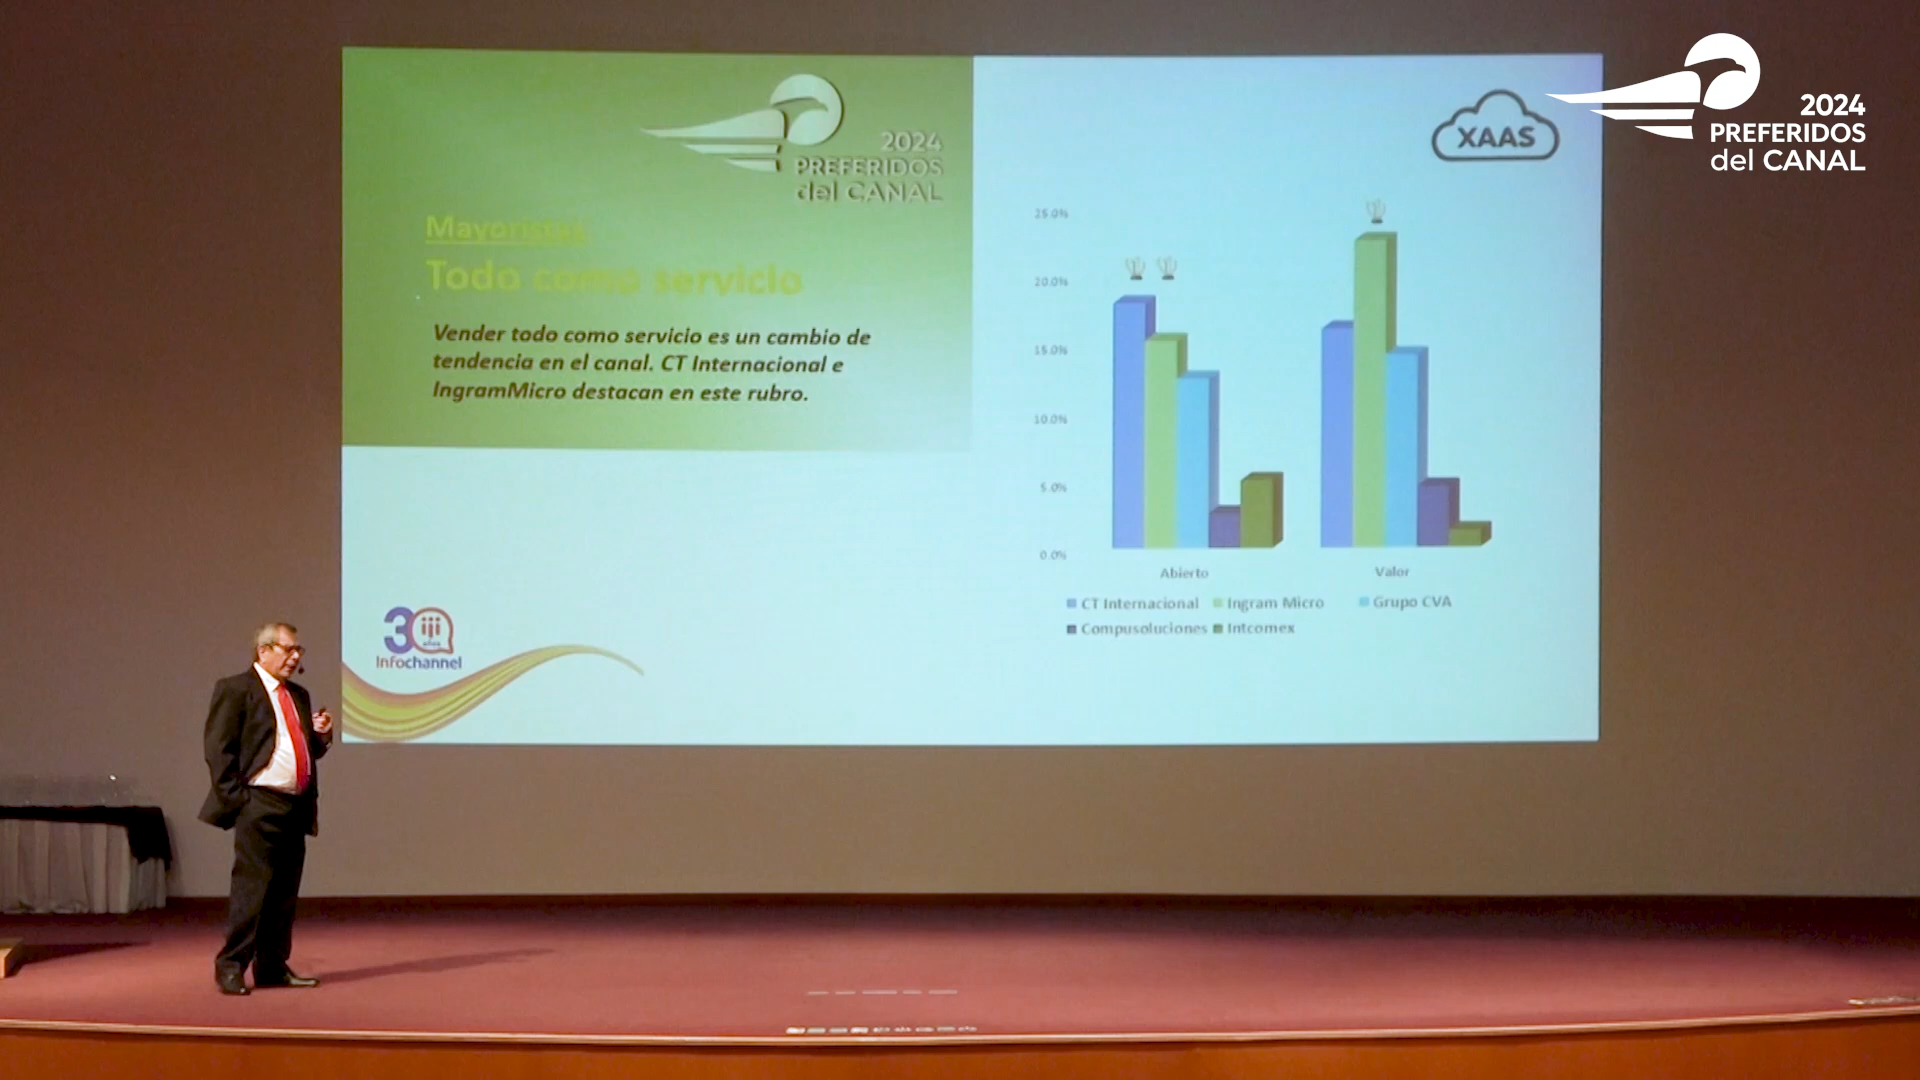 2024
PREFERIDOS
del CANAL
2024
PREFERIDOS
del CANAL
Mayoristas
Todo como servicio
Vender todo como servicio es un cambio de
tendencia en el canal. CT Internacional e
IngramMicro destacan en este rubro.
XAAS
25.0%
20.0%
15.0%
10.0%
5.0%
0.0%
Abierto
Valor
CT Internacional
Ingram Micro
Grupo CVA
Compusoluciones
Intcomex
30
años
Infochannel